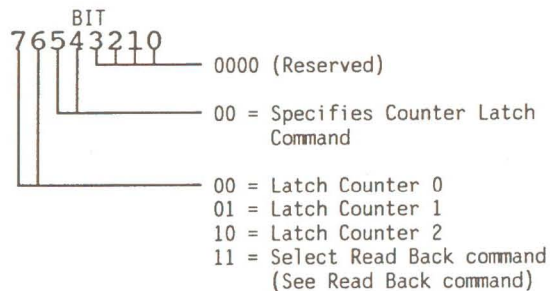 BIT
76543210
0000 (Reserved)
00 = Specifies Counter Latch
Command
00 = Latch Counter 0
01 = Latch Counter 1
10 = Latch Counter 2
11 = Select Read Back command
(See Read Back command)